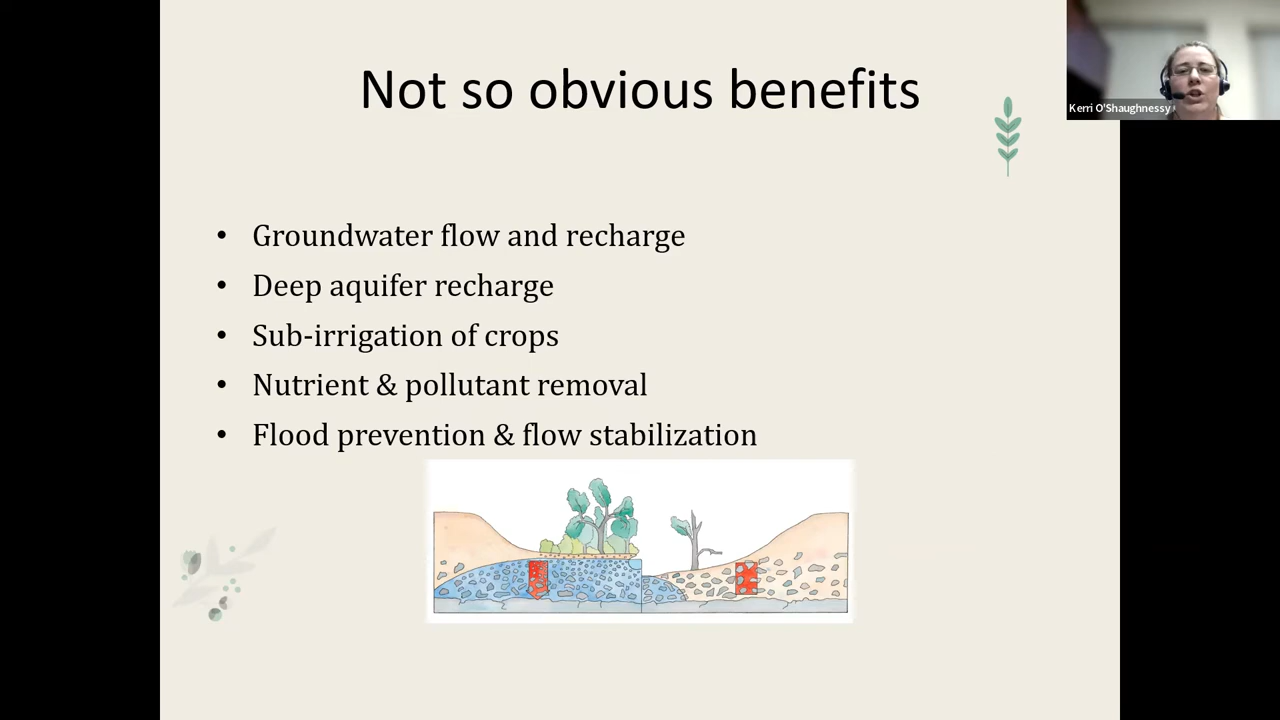 Not so obvious benefits
Kerri O'Shaughnessy
• Groundwater flow and recharge
• Deep aquifer recharge
• Sub-irrigation of crops
• Nutrient & pollutant removal
• Flood prevention & flow stabilization